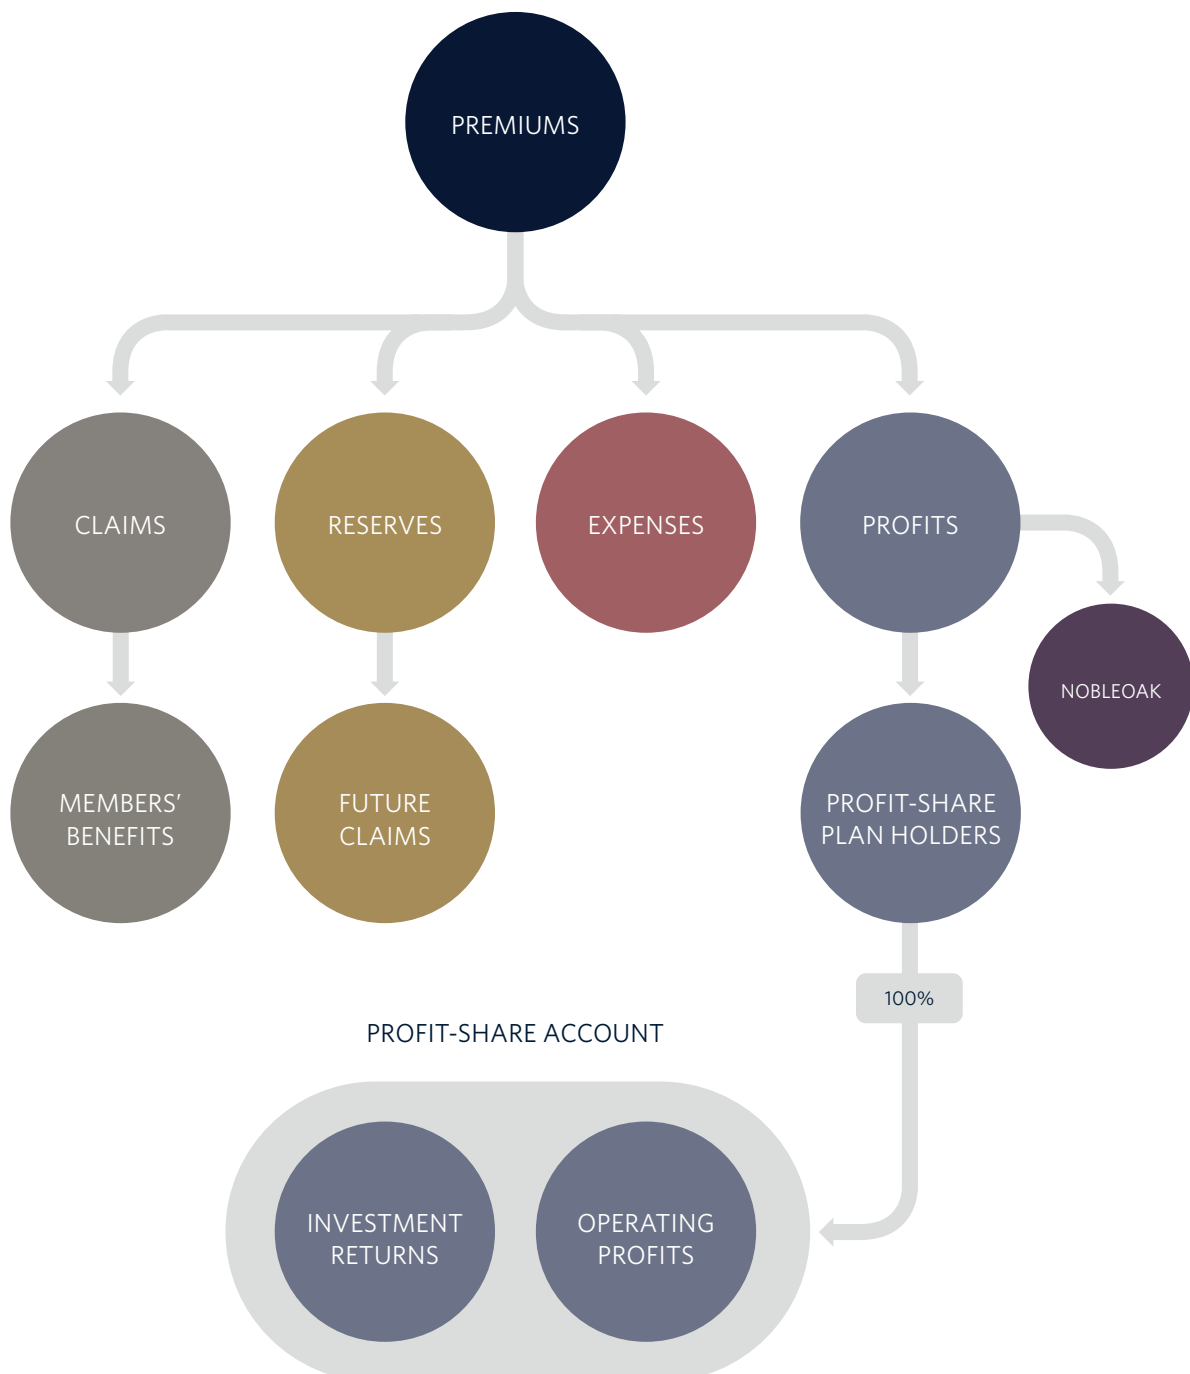 PREMIUMS
CLAIMS
RESERVES
EXPENSES
PROFITS
NOBLEOAK
MEMBERS’
BENEFITS
FUTURE
CLAIMS
PROFIT-SHARE
PLAN HOLDERS
100%
PROFIT-SHARE ACCOUNT
INVESTMENT
RETURNS
OPERATING
PROFITS